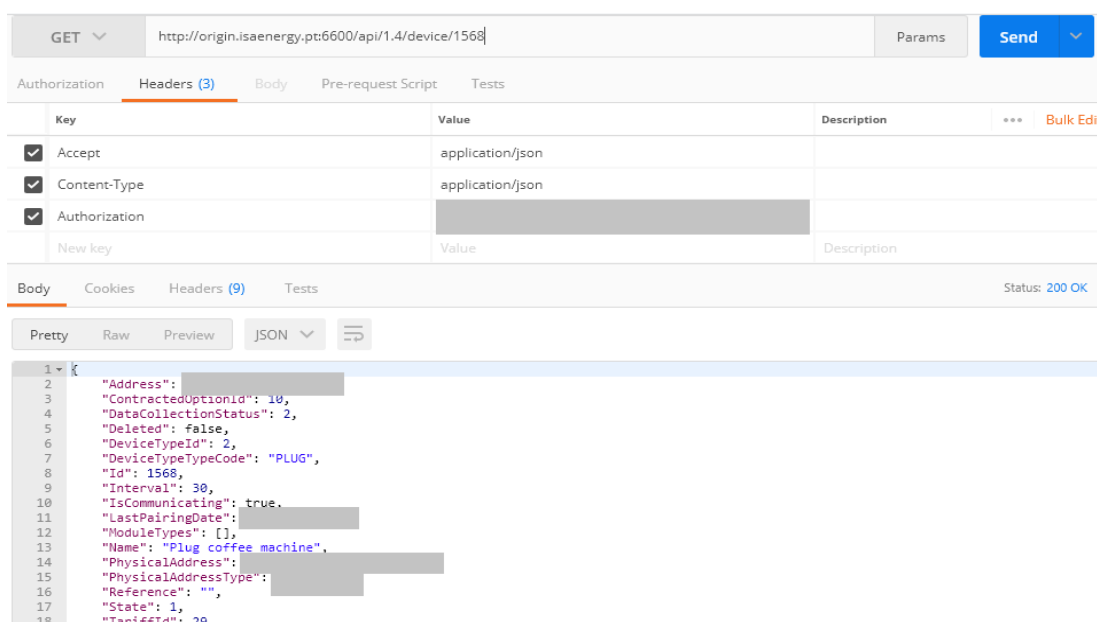 GET http://origin.isaenergy.pt:6600/api/1.4/device/1568 Params Send
Authorization Headers (3) Body Pre-request Script Tests
Key Value Description ••• Bulk Edi
Accept application/json
Content-Type application/json
Authorization
New key Value Description
Body Cookies Headers (9) Tests Status: 200 OK
Pretty Raw Preview JSON
1 {
2 "Address":
3 "ContractedOptionId": 10,
4 "DataCollectionStatus": 2,
5 "Deleted": false,
6 "DeviceTypeId": 2,
7 "DeviceTypeTypeCode": "PLUG",
8 "Id": 1568,
9 "Interval": 30,
10 "IsCommunicating": true,
11 "LastPairingDate":
12 "ModuleTypes": [],
13 "Name": "Plug coffee machine",
14 "PhysicalAddress":
15 "PhysicalAddressType":
16 "Reference": "",
17 "State": 1,
18 "TariffId": 29